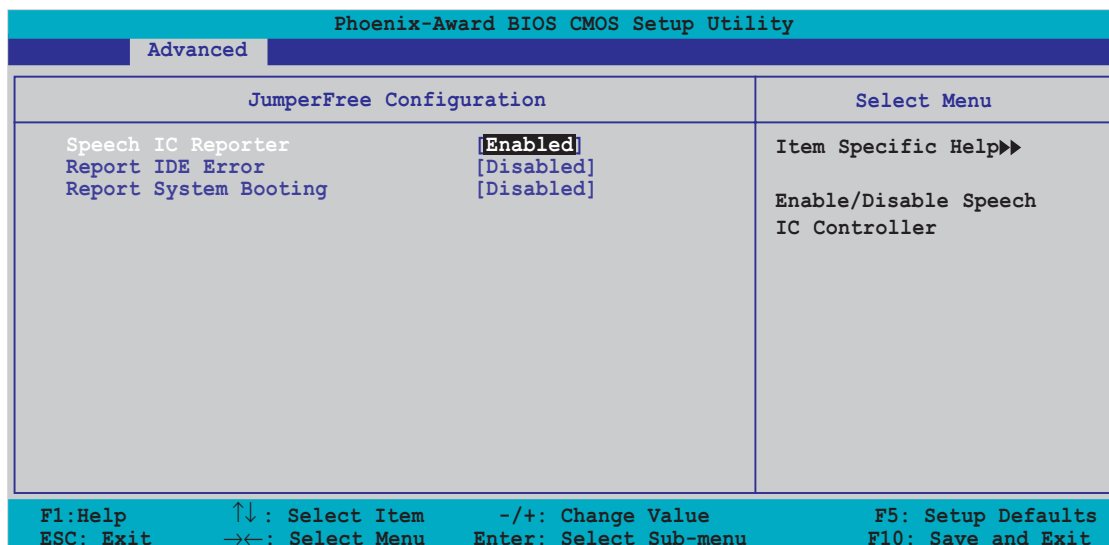 Phoenix-Award BIOS CMOS Setup Utility
Advanced
JumperFree Configuration
Select Menu
Speech IC Reporter [Enabled]
Report IDE Error [Disabled]
Report System Booting [Disabled]
Item Specific Help▶▶
Enable/Disable Speech
IC Controller
F1:Help ↑↓ : Select Item -/+: Change Value F5: Setup Defaults
ESC: Exit →←: Select Menu Enter: Select Sub-menu F10: Save and Exit